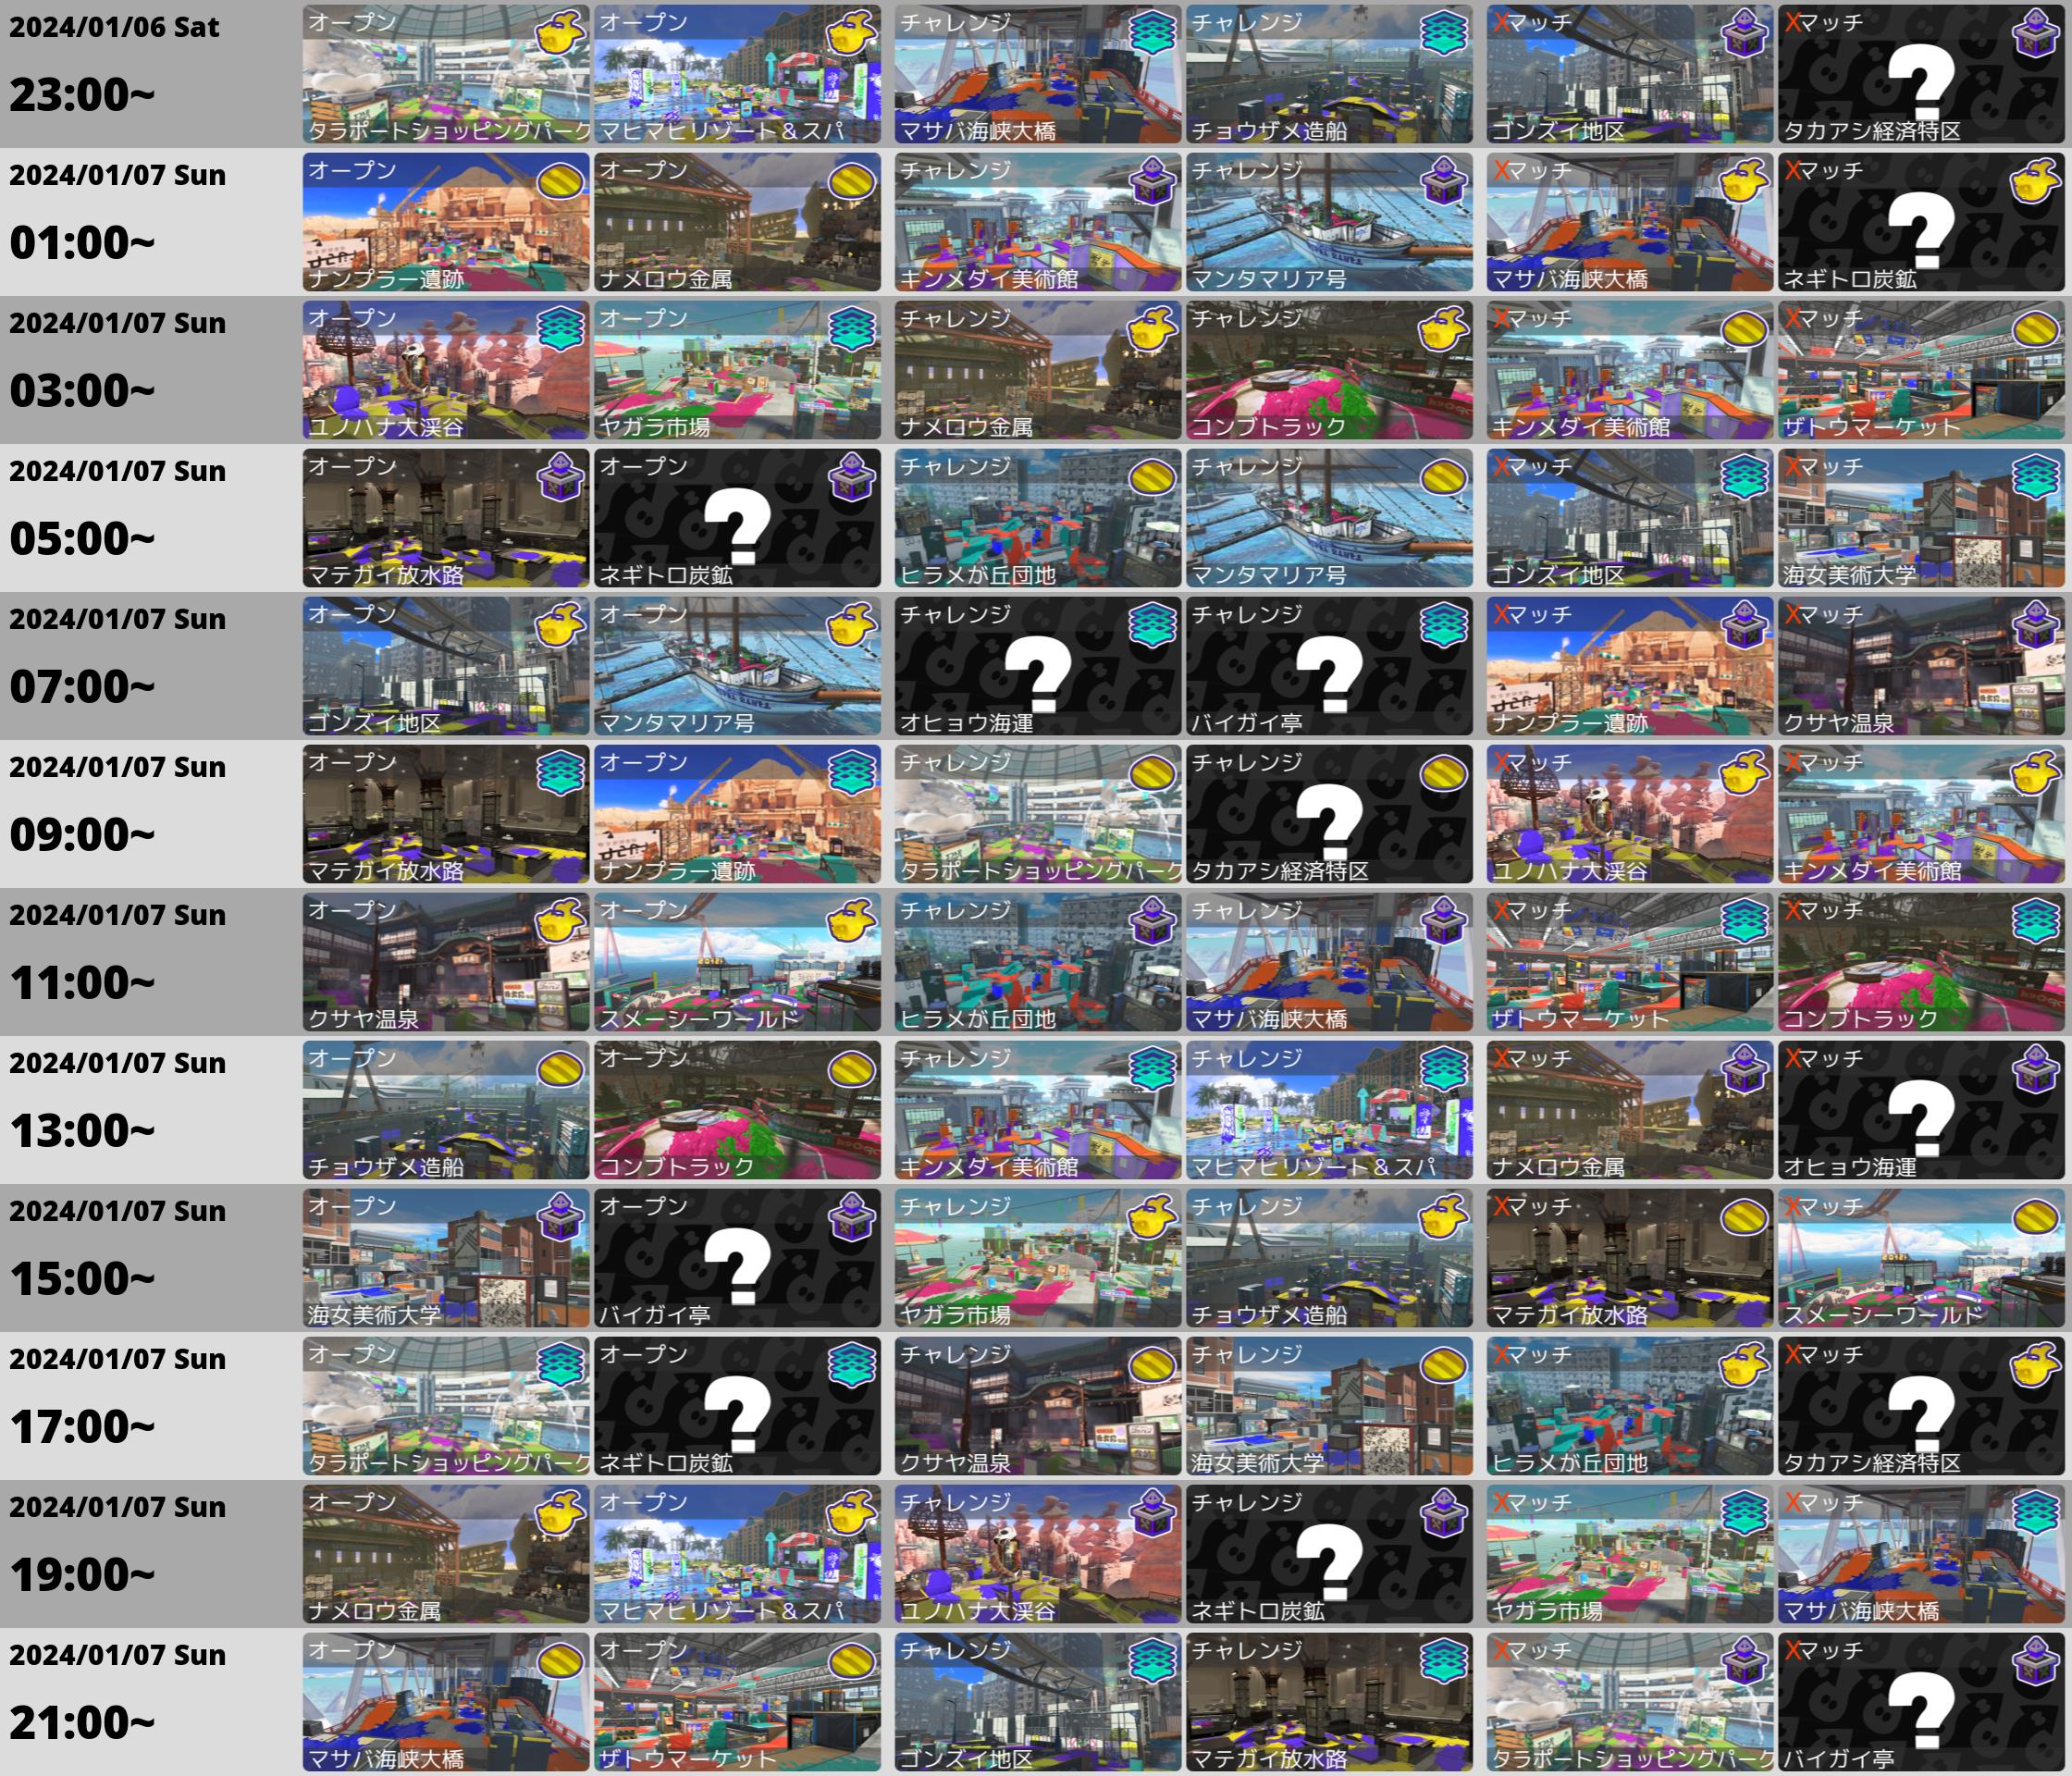 2024/01/06 Sat
23:00~
オープン オープン チャレンジ チャレンジ Xマッチ Xマッチ
タラポートショッピングパーク マヒマヒリゾート&スパ マサバ海峡大橋 チョウザメ造船 ゴンズイ地区 タカアシ経済特区
2024/01/07 Sun
01:00~
オープン オープン チャレンジ チャレンジ Xマッチ Xマッチ
ナンプラー遺跡 ナメロウ金属 キンメダイ美術館 マンタマリア号 マサバ海峡大橋 ネギトロ炭鉱
2024/01/07 Sun
03:00~
オープン オープン チャレンジ チャレンジ Xマッチ Xマッチ
ユノハナ大渓谷 ヤガラ市場 ナメロウ金属 コンブトラック キンメダイ美術館 ザトウマーケット
2024/01/07 Sun
05:00~
オープン オープン チャレンジ チャレンジ Xマッチ Xマッチ
マテガイ放水路 ネギトロ炭鉱 ヒラメが丘団地 マンタマリア号 ゴンズイ地区 海女美術大学
2024/01/07 Sun
07:00~
オープン オープン チャレンジ チャレンジ Xマッチ Xマッチ
ゴンズイ地区 マンタマリア号 オヒョウ海運 バイガイ亭 ナンプラー遺跡 クサヤ温泉
2024/01/07 Sun
09:00~
オープン オープン チャレンジ チャレンジ Xマッチ Xマッチ
マテガイ放水路 ナンプラー遺跡 タラポートショッピングパーク タカアシ経済特区 ユノハナ大渓谷 キンメダイ美術館
2024/01/07 Sun
11:00~
オープン オープン チャレンジ チャレンジ Xマッチ Xマッチ
クサヤ温泉 スメーシーワールド ヒラメが丘団地 マサバ海峡大橋 ザトウマーケット コンブトラック
2024/01/07 Sun
13:00~
オープン オープン チャレンジ チャレンジ Xマッチ Xマッチ
チョウザメ造船 コンブトラック キンメダイ美術館 マヒマヒリゾート&スパ ナメロウ金属 オヒョウ海運
2024/01/07 Sun
15:00~
オープン オープン チャレンジ チャレンジ Xマッチ Xマッチ
海女美術大学 バイガイ亭 ヤガラ市場 チョウザメ造船 マテガイ放水路 スメーシーワールド
2024/01/07 Sun
17:00~
オープン オープン チャレンジ チャレンジ Xマッチ Xマッチ
タラポートショッピングパーク ネギトロ炭鉱 クサヤ温泉 海女美術大学 ヒラメが丘団地 タカアシ経済特区
2024/01/07 Sun
19:00~
オープン オープン チャレンジ チャレンジ Xマッチ Xマッチ
ナメロウ金属 マヒマヒリゾート&スパ ユノハナ大渓谷 ネギトロ炭鉱 ヤガラ市場 マサバ海峡大橋
2024/01/07 Sun
21:00~
オープン オープン チャレンジ チャレンジ Xマッチ Xマッチ
マサバ海峡大橋 ザトウマーケット ゴンズイ地区 マテガイ放水路 タラポートショッピングパーク バイガイ亭